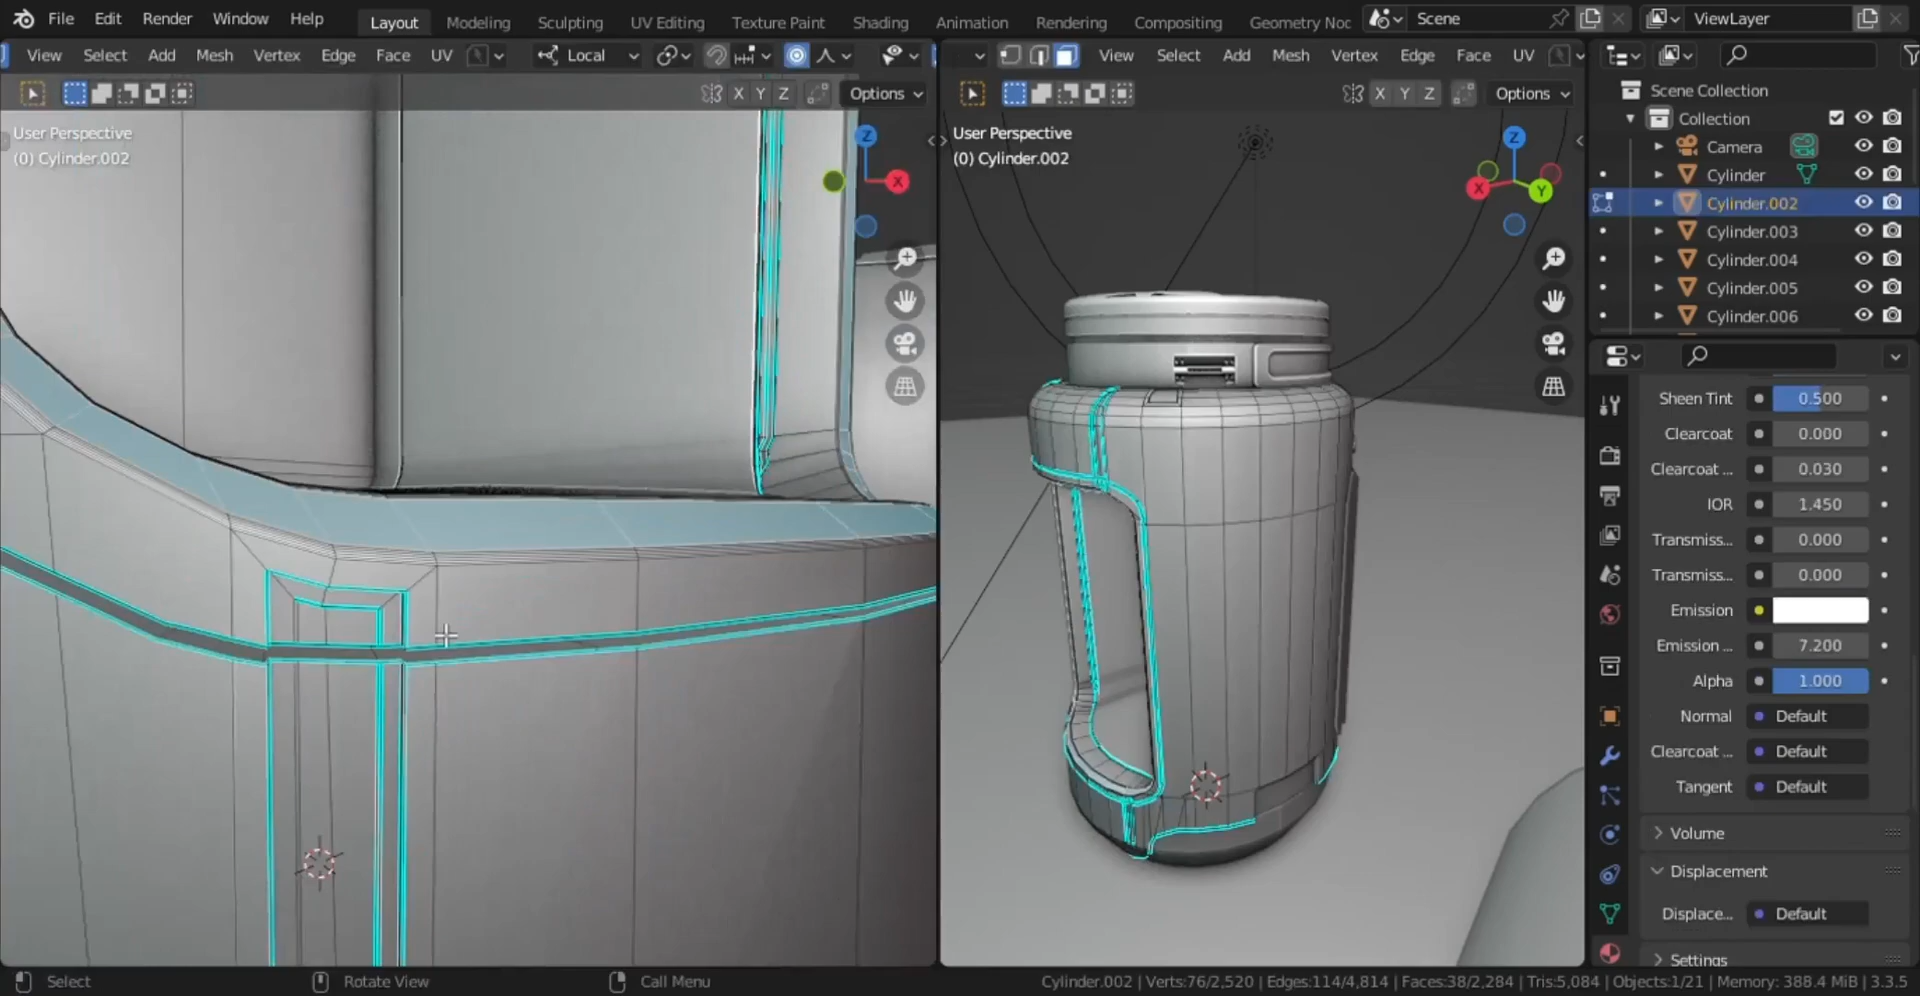 File Edit Render Window Help Layout Modeling Sculpting UV Editing Texture Paint Shading Animation Rendering Compositing Geometry Noc Scene ViewLayer
View Select Add Mesh Vertex Edge Face UV Local
View Select Add Mesh Vertex Edge Face UV
X Y Z Options
X Y Z Options
User Perspective
(0) Cylinder.002
Z
X
User Perspective
(0) Cylinder.002
Z
X
Y
Scene Collection
Collection
Camera
Cylinder
Cylinder.002
Cylinder.003
Cylinder.004
Cylinder.005
Cylinder.006
Sheen Tint 0.500
Clearcoat 0.000
Clearcoat ... 0.030
IOR 1.450
Transmiss... 0.000
Transmiss... 0.000
Emission
Emission ... 7.200
Alpha 1.000
Normal Default
Clearcoat ... Default
Tangent Default
Volume
Displacement
Displace... Default
Settings
Select Rotate View Call Menu Cylinder.002 | Verts:76/2,520 | Edges:114/4,814 | Faces:38/2,284 | Tris:5,084 | Objects:1/21 | Memory: 388.4 MiB | 3.3.5